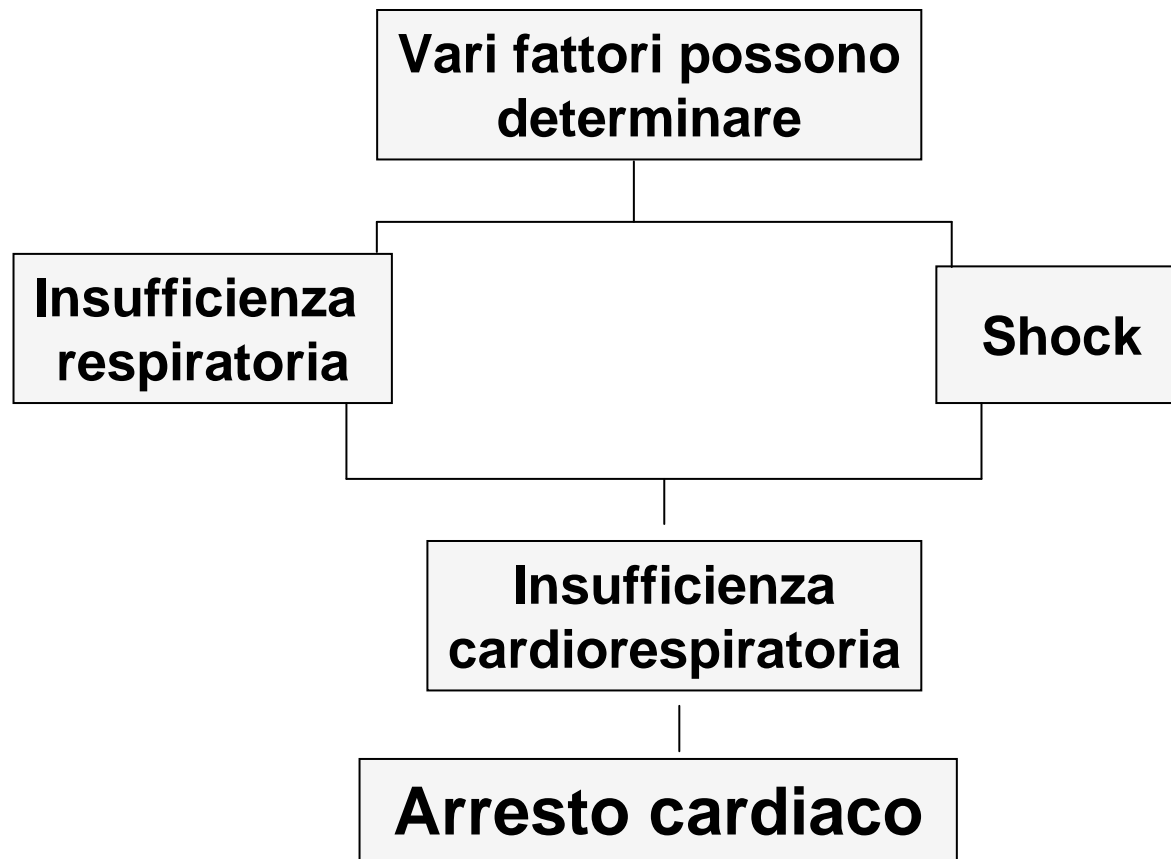 Vari fattori possono
determinare
Insufficienza
respiratoria
Shock
Insufficienza
cardiorespiratoria
Arresto cardiaco